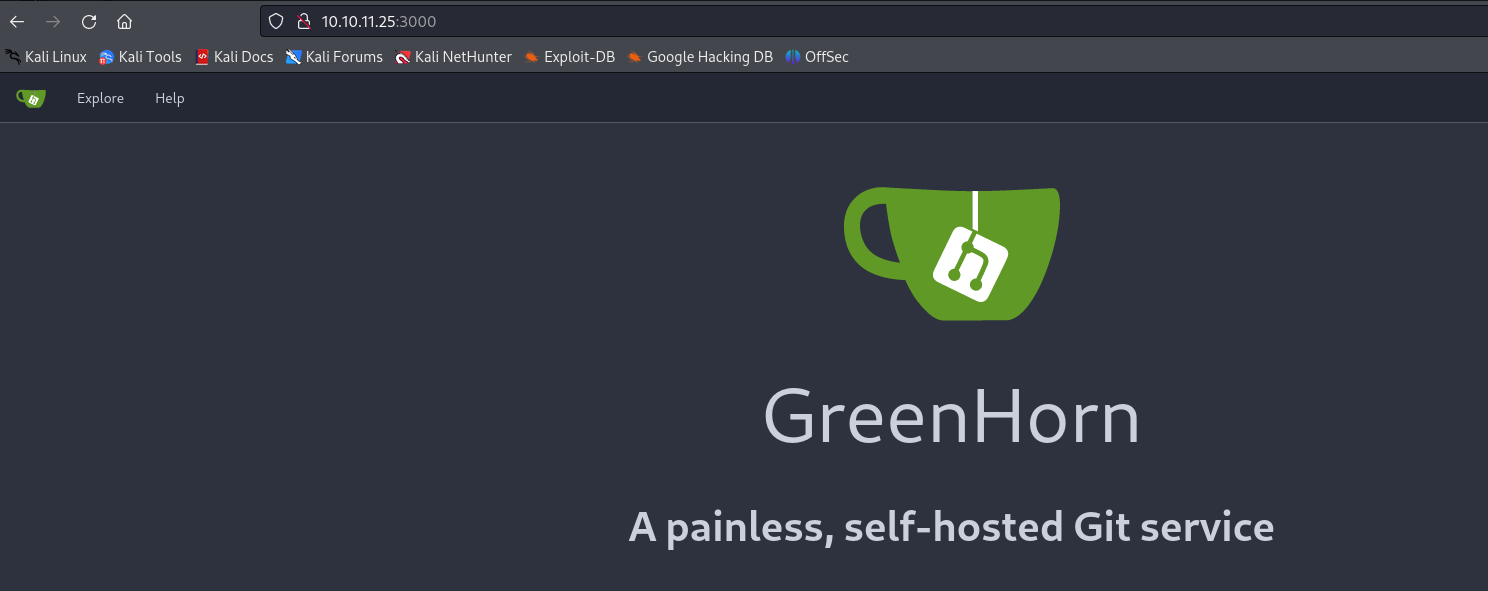 10.10.11.25:3000
Kali Linux Kali Tools Kali Docs Kali Forums Kali NetHunter Exploit-DB Google Hacking DB OffSec
Explore Help
GreenHorn
A painless, self-hosted Git service